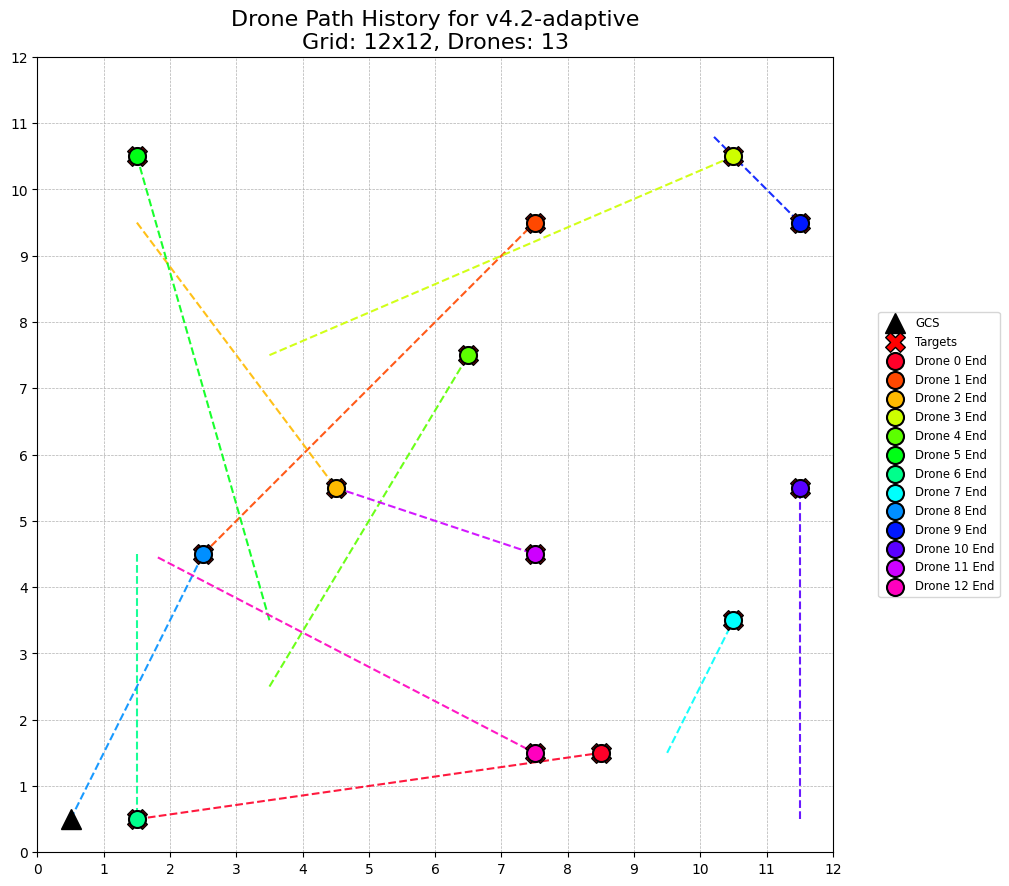 Drone Path History for v4.2-adaptive
Grid: 12x12, Drones: 13
12
11
10
9
8
7
6
5
4
3
2
1
0
0 1 2 3 4 5 6 7 8 9 10 11 12
GCS
Targets
Drone 0 End
Drone 1 End
Drone 2 End
Drone 3 End
Drone 4 End
Drone 5 End
Drone 6 End
Drone 7 End
Drone 8 End
Drone 9 End
Drone 10 End
Drone 11 End
Drone 12 End